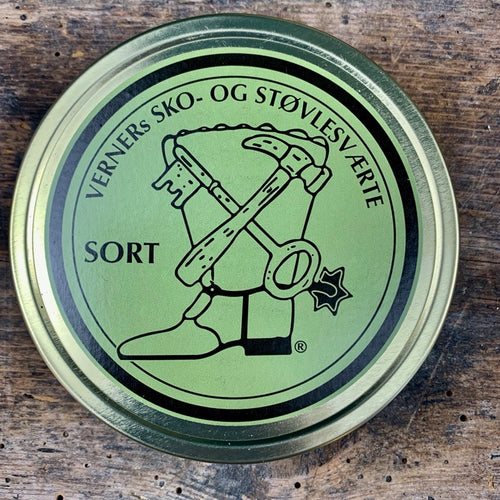 VERNERs SKO- OG STØVLESVÆRTE
SORT
®